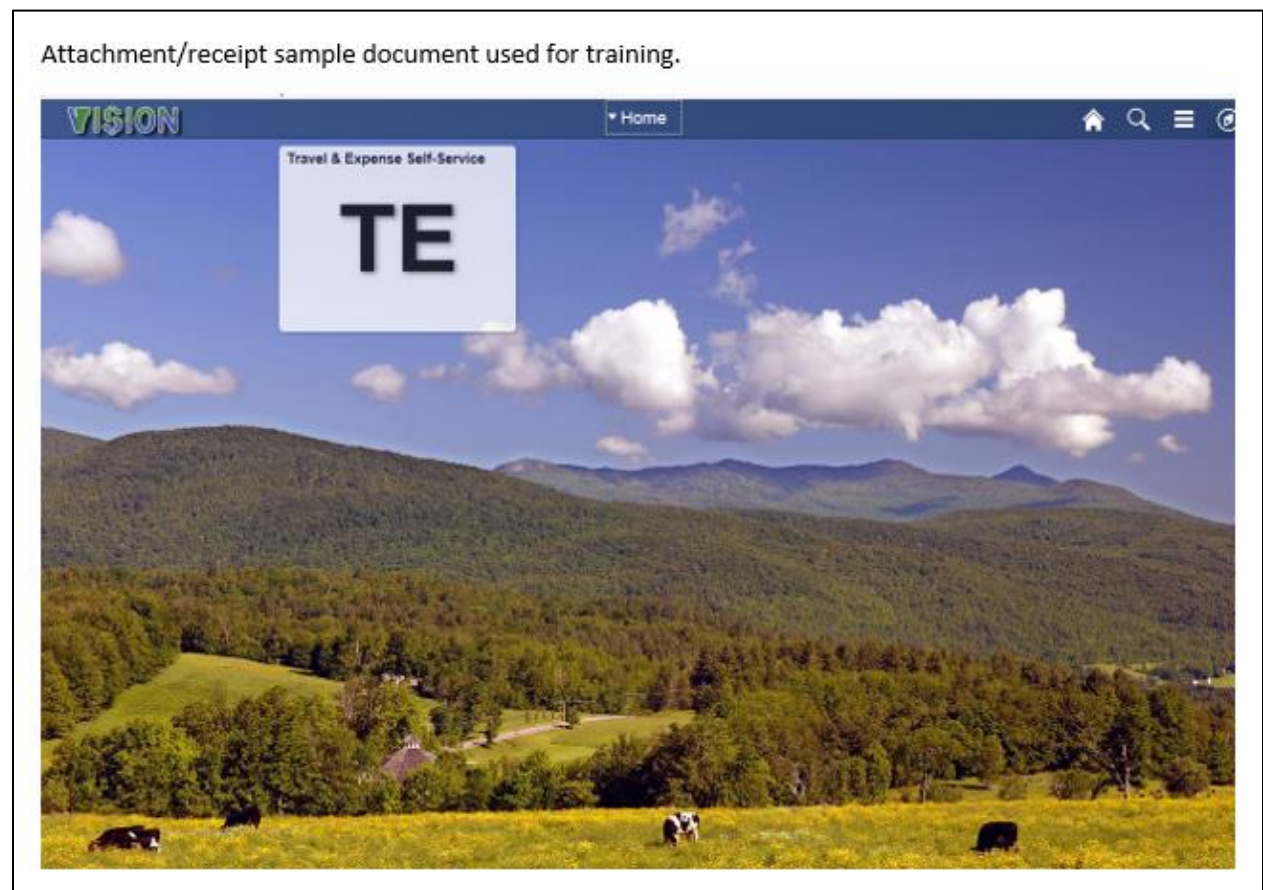 Attachment/receipt sample document used for training.
VISION
Home
Travel & Expense Self-Service
TE